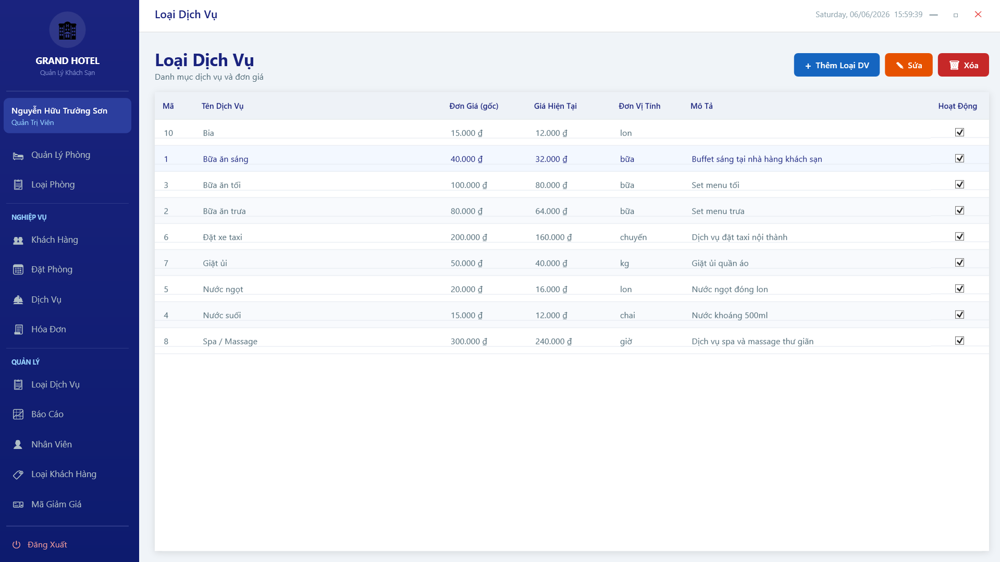 GRAND HOTEL
Quản Lý Khách Sạn
Nguyễn Hữu Trường Sơn
Quản Trị Viên
Quản Lý Phòng
Loại Phòng
NGHIỆP VỤ
Khách Hàng
Đặt Phòng
Dịch Vụ
Hóa Đơn
QUẢN LÝ
Loại Dịch Vụ
Báo Cáo
Nhân Viên
Loại Khách Hàng
Mã Giảm Giá
Đăng Xuất
Loại Dịch Vụ
Saturday, 06/06/2026 15:59:39
Loại Dịch Vụ
Danh mục dịch vụ và đơn giá
+ Thêm Loại DV
Sửa
Xóa
Mã Tên Dịch Vụ Đơn Giá (gốc) Giá Hiện Tại Đơn Vị Tính Mô Tả Hoạt Động
10 Bia 15.000 ₫ 12.000 ₫ lon
1 Bữa ăn sáng 40.000 ₫ 32.000 ₫ bữa Buffet sáng tại nhà hàng khách sạn
3 Bữa ăn tối 100.000 ₫ 80.000 ₫ bữa Set menu tối
2 Bữa ăn trưa 80.000 ₫ 64.000 ₫ bữa Set menu trưa
6 Đặt xe taxi 200.000 ₫ 160.000 ₫ chuyến Dịch vụ đặt taxi nội thành
7 Giặt ủi 50.000 ₫ 40.000 ₫ kg Giặt ủi quần áo
5 Nước ngọt 20.000 ₫ 16.000 ₫ lon Nước ngọt đóng lon
4 Nước suối 15.000 ₫ 12.000 ₫ chai Nước khoáng 500ml
8 Spa / Massage 300.000 ₫ 240.000 ₫ giờ Dịch vụ spa và massage thư giãn